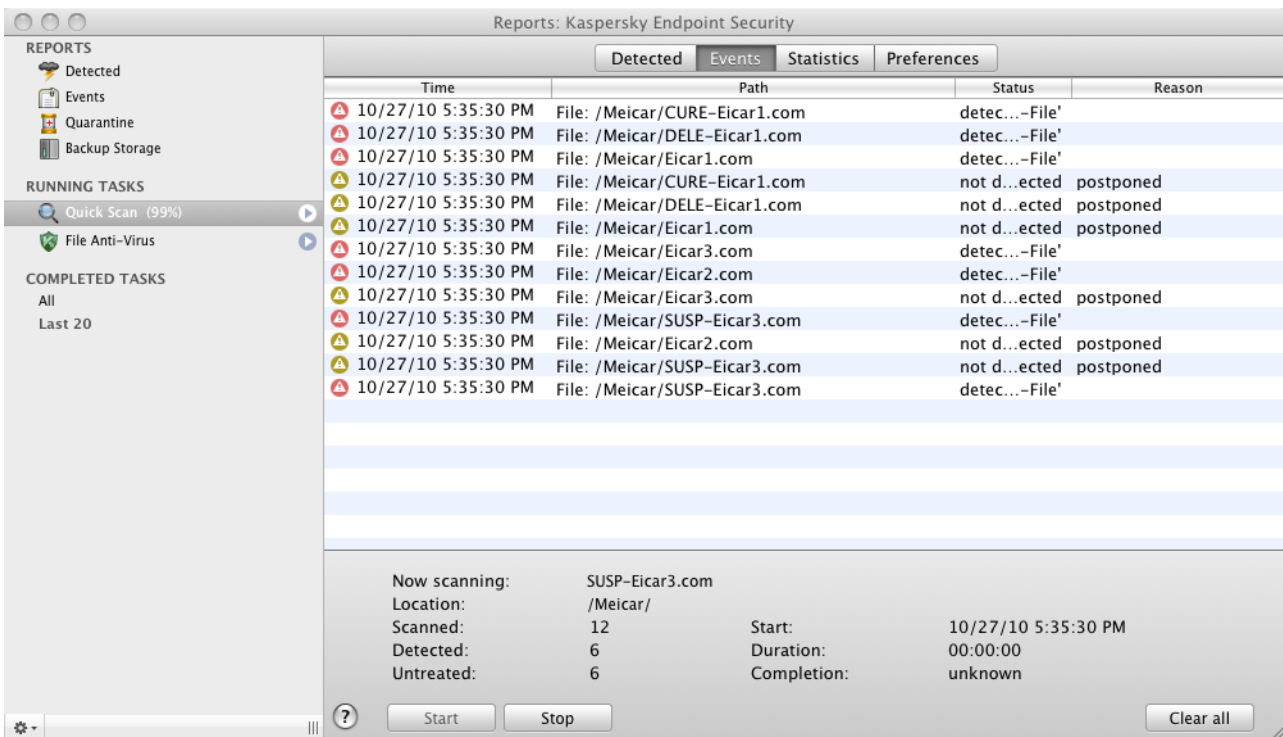 Reports: Kaspersky Endpoint Security
REPORTS
Detected
Events
Quarantine
Backup Storage
RUNNING TASKS
Quick Scan (99%)
File Anti-Virus
COMPLETED TASKS
All
Last 20
Detected Events Statistics Preferences
Time Path Status Reason
10/27/10 5:35:30 PM File: /Meicar/CURE-Eicar1.com detec...-File'
10/27/10 5:35:30 PM File: /Meicar/DELE-Eicar1.com detec...-File'
10/27/10 5:35:30 PM File: /Meicar/Eicar1.com detec...-File'
10/27/10 5:35:30 PM File: /Meicar/CURE-Eicar1.com not d...ected postponed
10/27/10 5:35:30 PM File: /Meicar/DELE-Eicar1.com not d...ected postponed
10/27/10 5:35:30 PM File: /Meicar/Eicar1.com not d...ected postponed
10/27/10 5:35:30 PM File: /Meicar/Eicar3.com detec...-File'
10/27/10 5:35:30 PM File: /Meicar/Eicar2.com detec...-File'
10/27/10 5:35:30 PM File: /Meicar/Eicar3.com not d...ected postponed
10/27/10 5:35:30 PM File: /Meicar/SUSP-Eicar3.com detec...-File'
10/27/10 5:35:30 PM File: /Meicar/Eicar2.com not d...ected postponed
10/27/10 5:35:30 PM File: /Meicar/SUSP-Eicar3.com not d...ected postponed
10/27/10 5:35:30 PM File: /Meicar/SUSP-Eicar3.com detec...-File'
Now scanning: SUSP-Eicar3.com
Location: /Meicar/
Scanned: 12 Start: 10/27/10 5:35:30 PM
Detected: 6 Duration: 00:00:00
Untreated: 6 Completion: unknown
? Start Stop Clear all